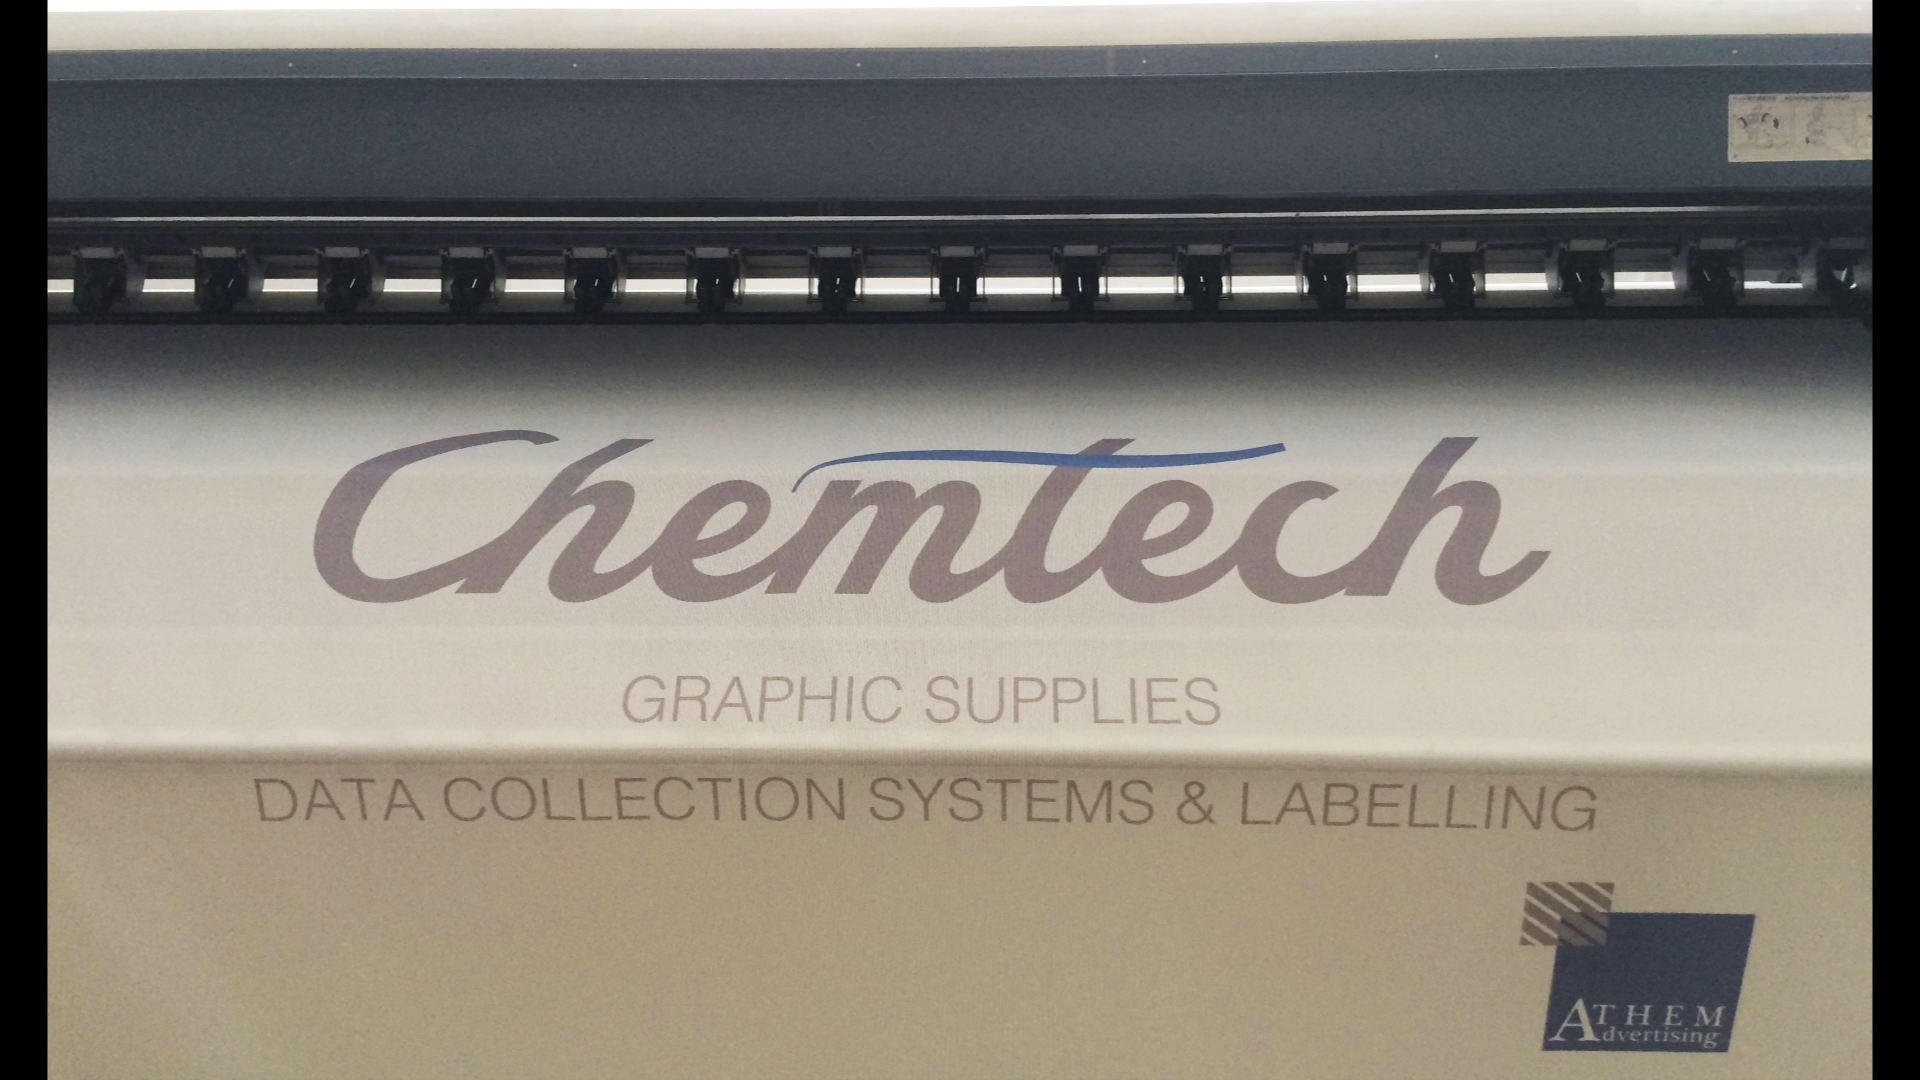 Chemtech
GRAPHIC SUPPLIES
DATA COLLECTION SYSTEMS & LABELLING
ATHEM
Advertising